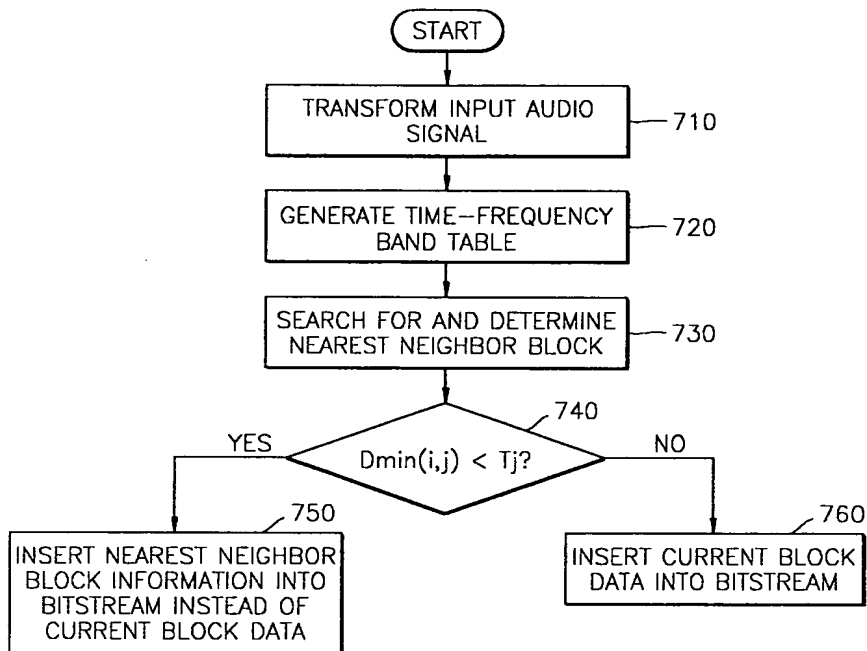 START
TRANSFORM INPUT AUDIO
SIGNAL
710
GENERATE TIME-FREQUENCY
BAND TABLE
720
SEARCH FOR AND DETERMINE
NEAREST NEIGHBOR BLOCK
730
740
YES
Dmin(i,j) < Tj?
NO
750
INSERT NEAREST NEIGHBOR
BLOCK INFORMATION INTO
BITSTREAM INSTEAD OF
CURRENT BLOCK DATA
760
INSERT CURRENT BLOCK
DATA INTO BITSTREAM